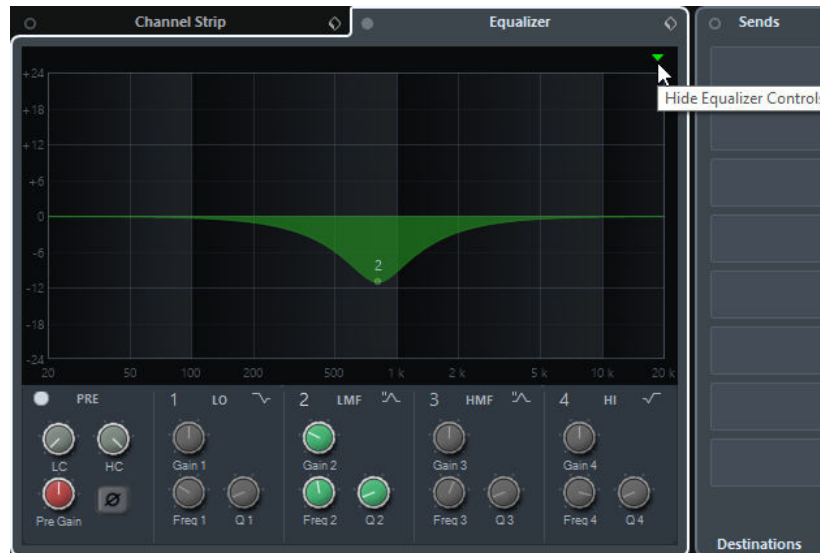 Channel Strip Equalizer Sends
Hide Equalizer Controls
+24
+18
+12
+6
0
-6
2
-12
-18
-24
20 50 100 200 500 1 k 2 k 5 k 10 k 20 k
PRE 1 LO 2 LMF 3 HMF 4 HI
LC HC Gain 1 Gain 2 Gain 3 Gain 4
Pre Gain Ø Freq 1 Q 1 Freq 2 Q 2 Freq 3 Q 3 Freq 4 Q 4
Destinations